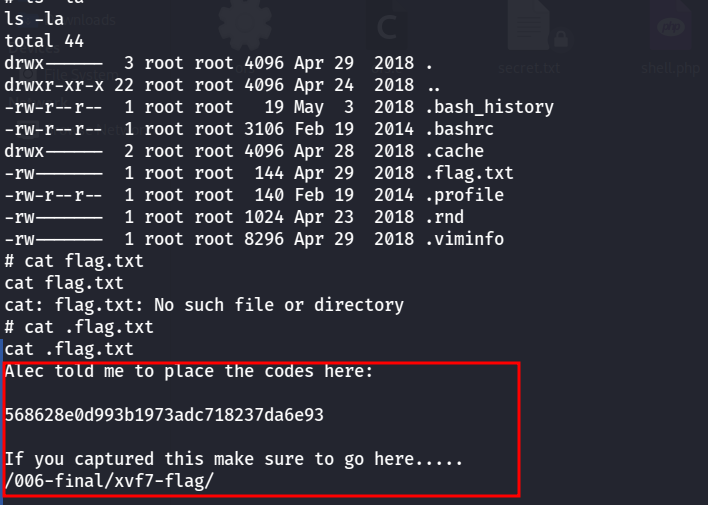 ls -la
total 44
drwx------ 3 root root 4096 Apr 29 2018 .
drwxr-xr-x 22 root root 4096 Apr 24 2018 ..
-rw-r--r-- 1 root root 19 May 3 2018 .bash_history
-rw-r--r-- 1 root root 3106 Feb 19 2014 .bashrc
drwx------ 2 root root 4096 Apr 28 2018 .cache
-rw------- 1 root root 144 Apr 29 2018 .flag.txt
-rw-r--r-- 1 root root 140 Feb 19 2014 .profile
-rw------- 1 root root 1024 Apr 23 2018 .rnd
-rw------- 1 root root 8296 Apr 29 2018 .viminfo
# cat flag.txt
cat flag.txt
cat: flag.txt: No such file or directory
# cat .flag.txt
cat .flag.txt
Alec told me to place the codes here:
568628e0d993b1973adc718237da6e93
If you captured this make sure to go here.....
/006-final/xvf7-flag/
secret.txt
shell.php